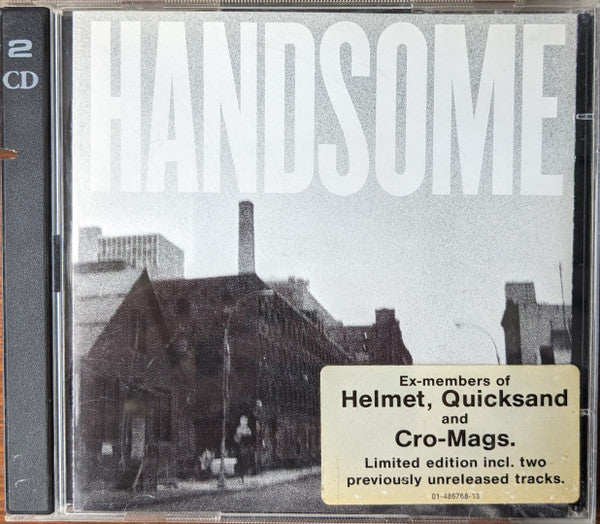 2
CD
HANDSOME
Ex-members of
Helmet, Quicksand
and
Cro-Mags.
Limited edition incl. two
previously unreleased tracks.
01-486768-13